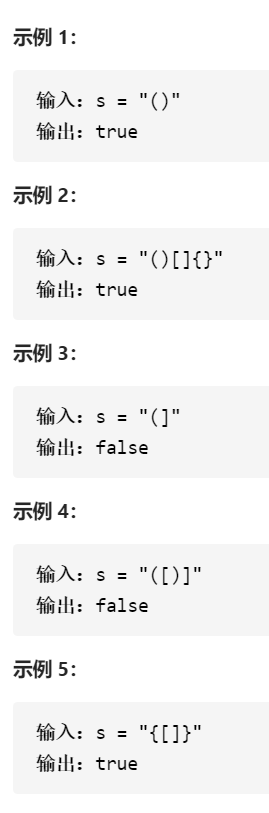 示例 1：
输入：s = "()"
输出：true
示例 2：
输入：s = "()[]{}"
输出：true
示例 3：
输入：s = "(]"
输出：false
示例 4：
输入：s = "([)]"
输出：false
示例 5：
输入：s = "{[]}"
输出：true